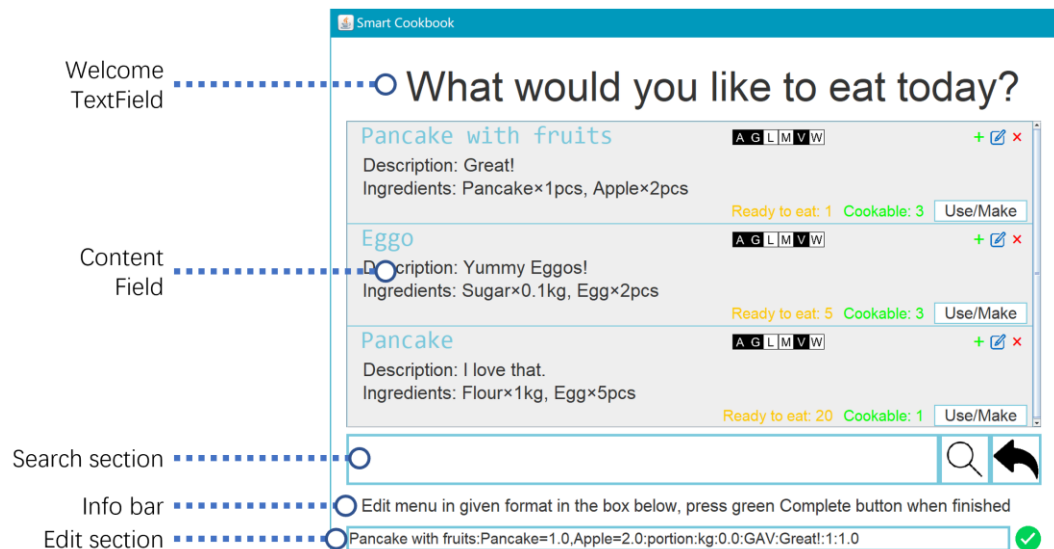 Smart Cookbook
Welcome
TextField
What would you like to eat today?
Pancake with fruits
A G L M V W
+ ×
Description: Great!
Ingredients: Pancake×1pcs, Apple×2pcs
Ready to eat: 1 Cookable: 3 Use/Make
Eggo
A G L M V W
+ ×
Content
Field
D cription: Yummy Eggos!
Ingredients: Sugar×0.1kg, Egg×2pcs
Ready to eat: 5 Cookable: 3 Use/Make
Pancake
A G L M V W
+ ×
Description: I love that.
Ingredients: Flour×1kg, Egg×5pcs
Ready to eat: 20 Cookable: 1 Use/Make
Search section
Info bar
Edit menu in given format in the box below, press green Complete button when finished
Edit section
Pancake with fruits:Pancake=1.0,Apple=2.0:portion:kg:0.0:GAV:Great!:1:1.0